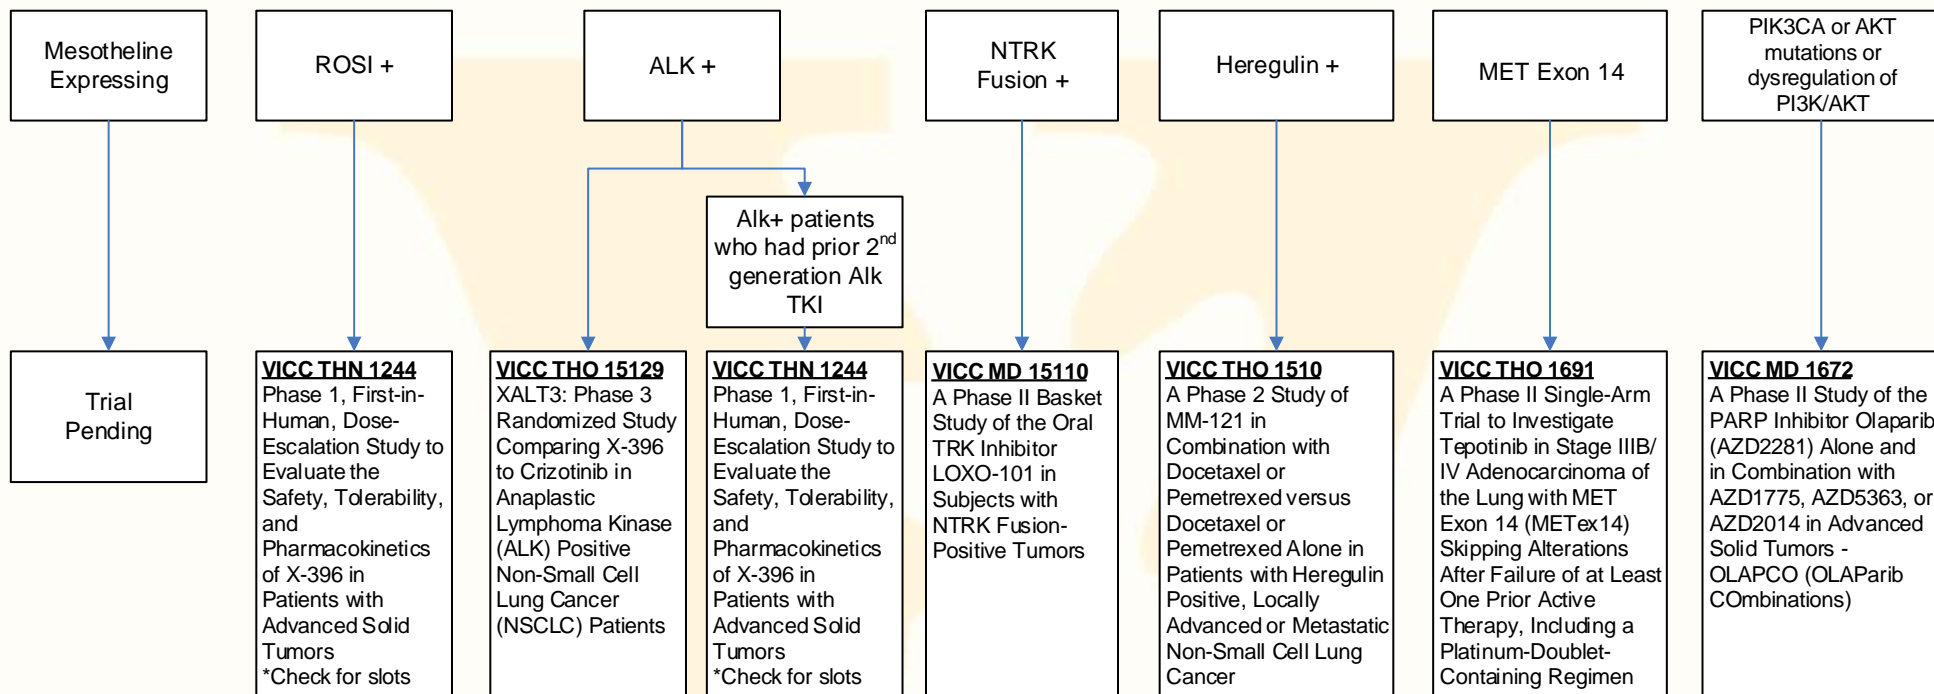 Mesotheline
Expressing
ROSI +
ALK +
NTRK
Fusion +
Heregulin +
MET Exon 14
PIK3CA or AKT
mutations or
dysregulation of
PI3K/AKT
Alk+ patients
who had prior 2nd
generation Alk
TKI
Trial
Pending
VICC THN 1244
Phase 1, First-in-
Human, Dose-
Escalation Study to
Evaluate the
Safety, Tolerability,
and
Pharmacokinetics
of X-396 in
Patients with
Advanced Solid
Tumors
*Check for slots
VICC THO 15129
XALT3: Phase 3
Randomized Study
Comparing X-396
to Crizotinib in
Anaplastic
Lymphoma Kinase
(ALK) Positive
Non-Small Cell
Lung Cancer
(NSCLC) Patients
VICC THN 1244
Phase 1, First-in-
Human, Dose-
Escalation Study to
Evaluate the
Safety, Tolerability,
and
Pharmacokinetics
of X-396 in
Patients with
Advanced Solid
Tumors
*Check for slots
VICC MD 15110
A Phase II Basket
Study of the Oral
TRK Inhibitor
LOXO-101 in
Subjects with
NTRK Fusion-
Positive Tumors
VICC THO 1510
A Phase 2 Study of
MM-121 in
Combination with
Docetaxel or
Pemetrexed versus
Docetaxel or
Pemetrexed Alone in
Patients with Heregulin
Positive, Locally
Advanced or Metastatic
Non-Small Cell Lung
Cancer
VICC THO 1691
A Phase II Single-Arm
Trial to Investigate
Tepotinib in Stage IIIB/
IV Adenocarcinoma of
the Lung with MET
Exon 14 (METex14)
Skipping Alterations
After Failure of at Least
One Prior Active
Therapy, Including a
Platinum-Doublet-
Containing Regimen
VICC MD 1672
A Phase II Study of the
PARP Inhibitor Olaparib
(AZD2281) Alone and
in Combination with
AZD1775, AZD5363, or
AZD2014 in Advanced
Solid Tumors -
OLAPCO (OLAParib
COmbinations)